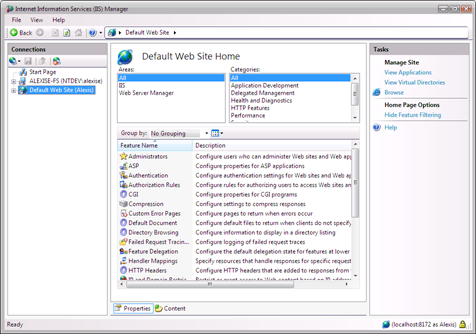 Internet Information Services (IIS) Manager
File View Help
Back Default Web Site
Connections
Start Page
ALEXISE-FS (NTDEV\alexise)
Default Web Site (Alexis)
Default Web Site Home
Areas:
All
IIS
Web Server Manager
Categories:
All
Application Development
Delegated Management
Health and Diagnostics
HTTP Features
Performance
Group by: No Grouping
Feature Name Description
Administrators Configure users who can administer Web sites and Web app
ASP Configure properties for ASP applications
Authentication Configure authentication settings for Web sites and Web ap
Authorization Rules Configure rules for authorizing users to access Web sites an
CGI Configure properties for CGI programs
Compression Configure settings to compress responses
Custom Error Pages Configure pages to return when errors occur
Default Document Configure default files to return when clients do not specify
Directory Browsing Configure information to display in a directory listing
Failed Request Tracin... Configure logging of failed request traces
Feature Delegation Configure the default delegation state for features at lower
Handler Mappings Specify resources that handle responses for specific request
HTTP Headers Configure HTTP headers that are added to responses from
Properties Content
Tasks
Manage Site
View Applications
View Virtual Directories
Browse
Home Page Options
Hide Feature Filtering
Help
Ready
(localhost:8172 as Alexis)